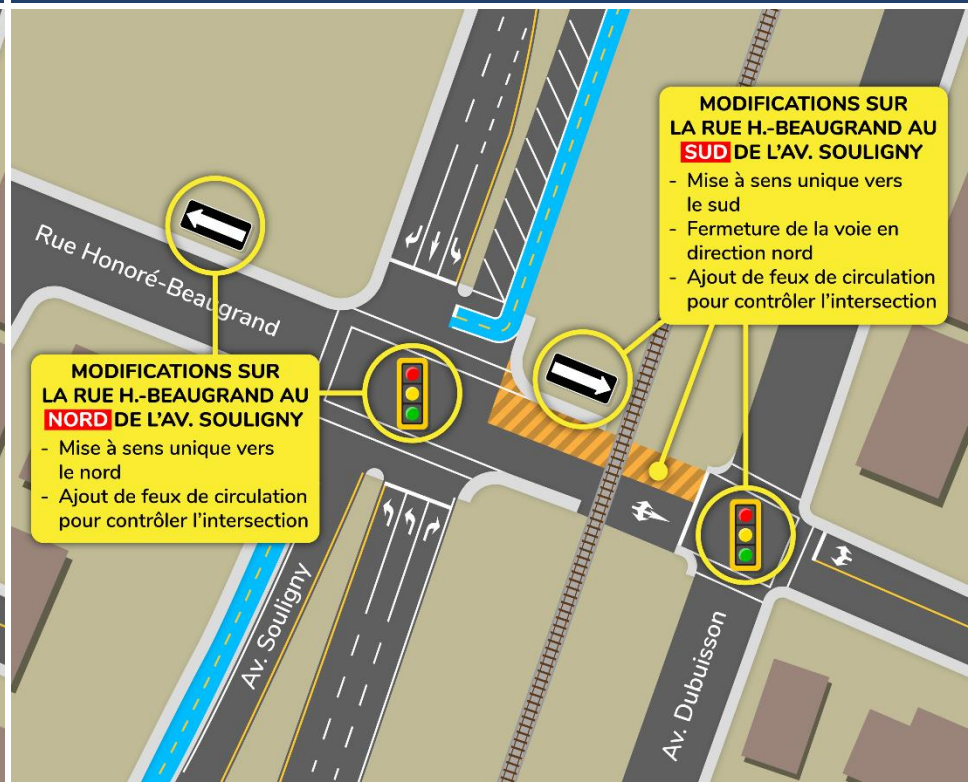 MODIFICATIONS SUR
LA RUE H.-BEAUGRAND AU
SUD DE L'AV. SOULIGNY
- Mise à sens unique vers
le sud
- Fermeture de la voie en
direction nord
- Ajout de feux de circulation
pour contrôler l'intersection
Rue Honoré-Beaugrand
MODIFICATIONS SUR
LA RUE H.-BEAUGRAND AU
NORD DE L'AV. SOULIGNY
- Mise à sens unique vers
le nord
- Ajout de feux de circulation
pour contrôler l'intersection
Av. Souligny
Av. Dubuisson